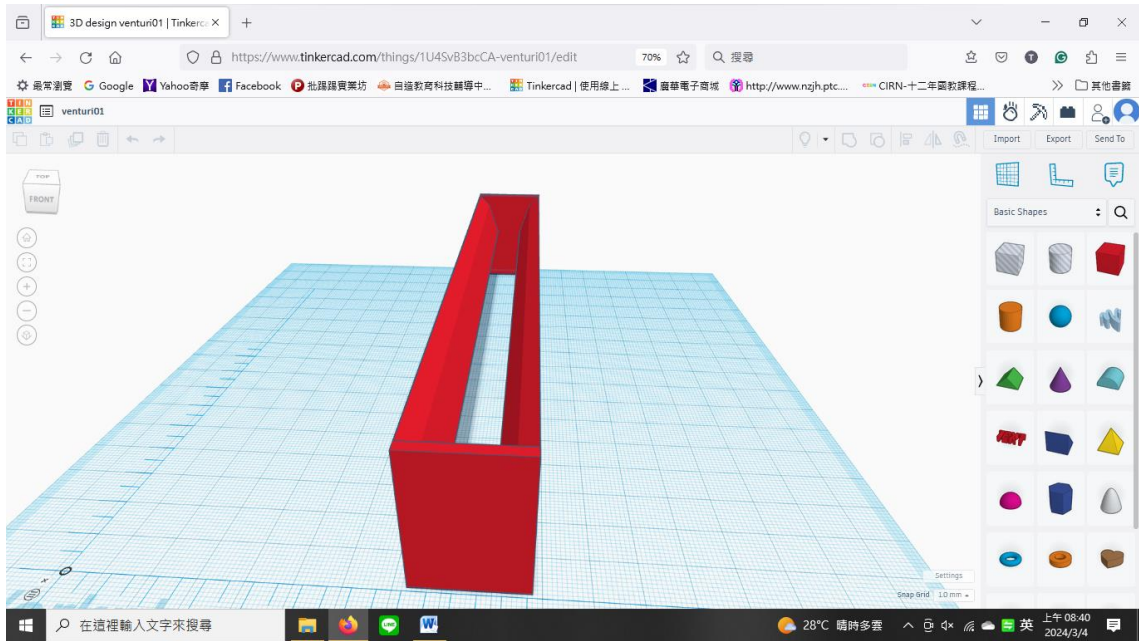 3D design venturi01 | Tinkerc
https://www.tinkercad.com/things/1U4SvB3bcCA-venturi01/edit
70%
搜尋
最常瀏覽
G Google
Yahoo奇摩
Facebook
批踢踢實業坊
自造教育科技輔導中...
Tinkercad | 使用線上 ...
廣華電子商城
http://www.nzjh.ptc....
CIRN-十二年國教課程...
其他書籤
TIN
KER
CAD
venturi01
Import
Export
Send To
TOP
FRONT
Basic Shapes
Settings
Snap Grid 1.0 mm
在這裡輸入文字來搜尋
LINE
W
28°C 晴時多雲
英
上午 08:40
2024/3/4